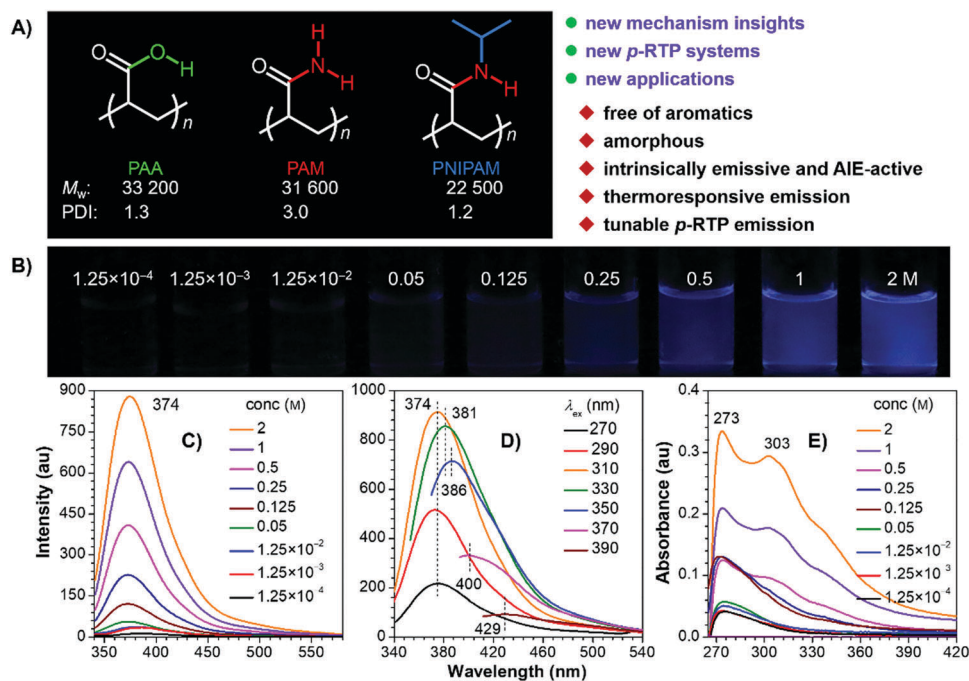 A)
O
O
H
n
PAA
Mw: 33 200
PDI: 1.3
O
H
N
H
n
PAM
31 600
3.0
O
N
H
n
PNIPAM
22 500
1.2
new mechanism insights
new p-RTP systems
new applications
free of aromatics
amorphous
intrinsically emissive and AIE-active
thermoresponsive emission
tunable p-RTP emission
B)
1.25×10⁻⁴ 1.25×10⁻³ 1.25×10⁻² 0.05 0.125 0.25 0.5 1 2 M
C)
Intensity (au)
900
750
600
450
300
150
0
374
conc (M)
2
1
0.5
0.25
0.125
0.05
1.25×10⁻²
1.25×10⁻³
1.25×10⁻⁴
350 400 450 500 550
D)
1000
800
600
400
200
0
374
381
386
400
429
λex (nm)
270
290
310
330
350
370
390
340 380 420 460 500 540
Wavelength (nm)
E)
Absorbance (au)
0.4
0.3
0.2
0.1
0.0
273
303
conc (M)
2
1
0.5
0.25
0.125
0.05
1.25×10⁻²
1.25×10 ³
1.25×10 ⁴
270 300 330 360 390 420